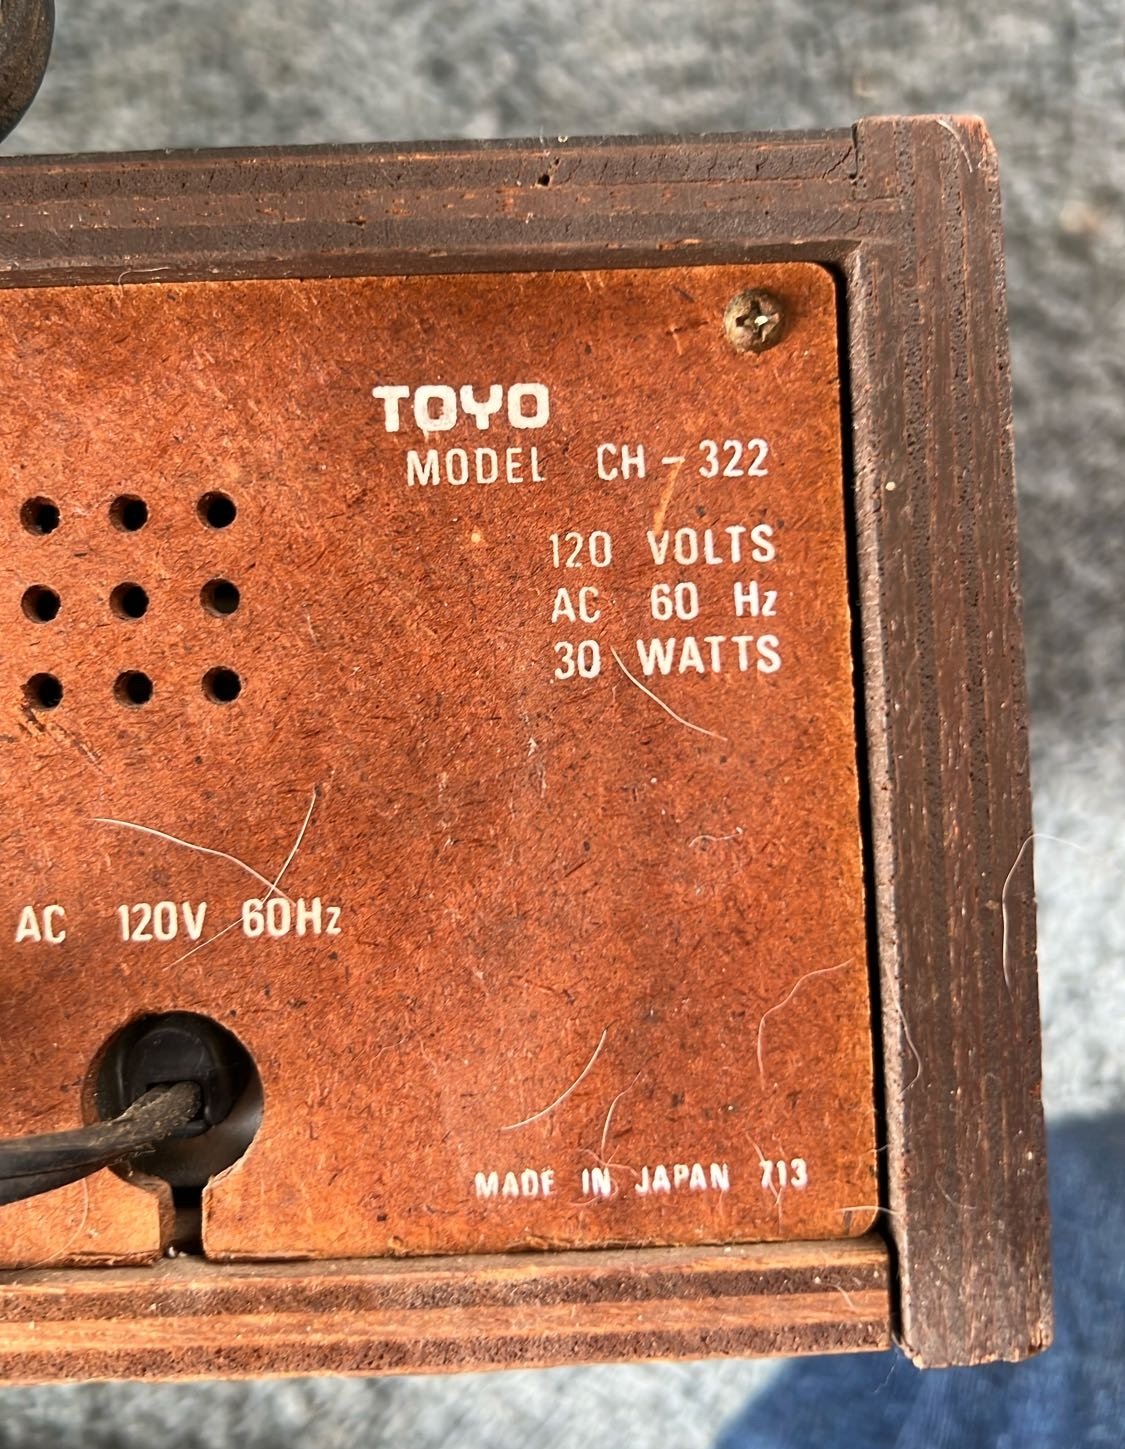 TOYO
MODEL CH-322
120 VOLTS
AC 60 Hz
30 WATTS
AC 120V 60Hz
MADE IN JAPAN 713